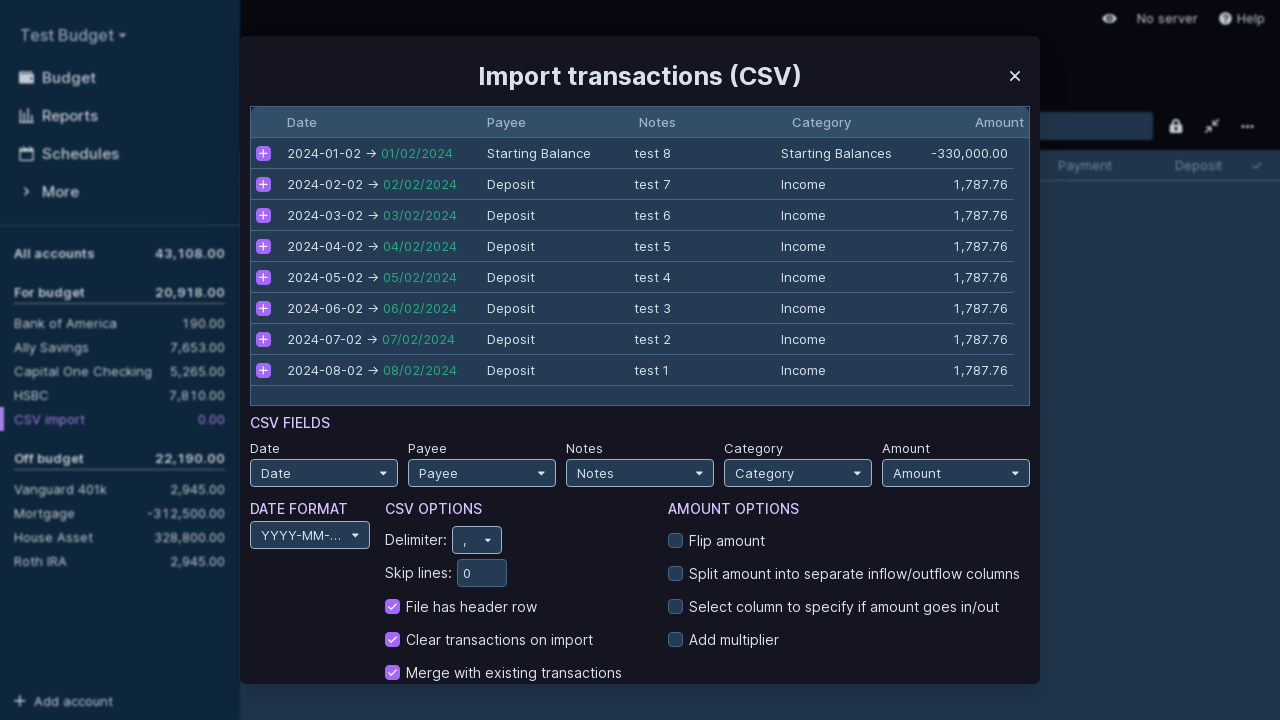 Test Budget
No server
Help
Budget
Reports
Schedules
More
All accounts 43,108.00
For budget 20,918.00
Bank of America 190.00
Ally Savings 7,653.00
Capital One Checking 5,265.00
HSBC 7,810.00
CSV import 0.00
Off budget 22,190.00
Vanguard 401k 2,945.00
Mortgage -312,500.00
House Asset 328,800.00
Roth IRA 2,945.00
Add account
Payment Deposit
Import transactions (CSV)
Date Payee Notes Category Amount
2024-01-02 → 01/02/2024 Starting Balance test 8 Starting Balances -330,000.00
2024-02-02 → 02/02/2024 Deposit test 7 Income 1,787.76
2024-03-02 → 03/02/2024 Deposit test 6 Income 1,787.76
2024-04-02 → 04/02/2024 Deposit test 5 Income 1,787.76
2024-05-02 → 05/02/2024 Deposit test 4 Income 1,787.76
2024-06-02 → 06/02/2024 Deposit test 3 Income 1,787.76
2024-07-02 → 07/02/2024 Deposit test 2 Income 1,787.76
2024-08-02 → 08/02/2024 Deposit test 1 Income 1,787.76
CSV FIELDS
Date Payee Notes Category Amount
Date Payee Notes Category Amount
DATE FORMAT
YYYY-MM-...
CSV OPTIONS
Delimiter: ,
Skip lines: 0
File has header row
Clear transactions on import
Merge with existing transactions
AMOUNT OPTIONS
Flip amount
Split amount into separate inflow/outflow columns
Select column to specify if amount goes in/out
Add multiplier